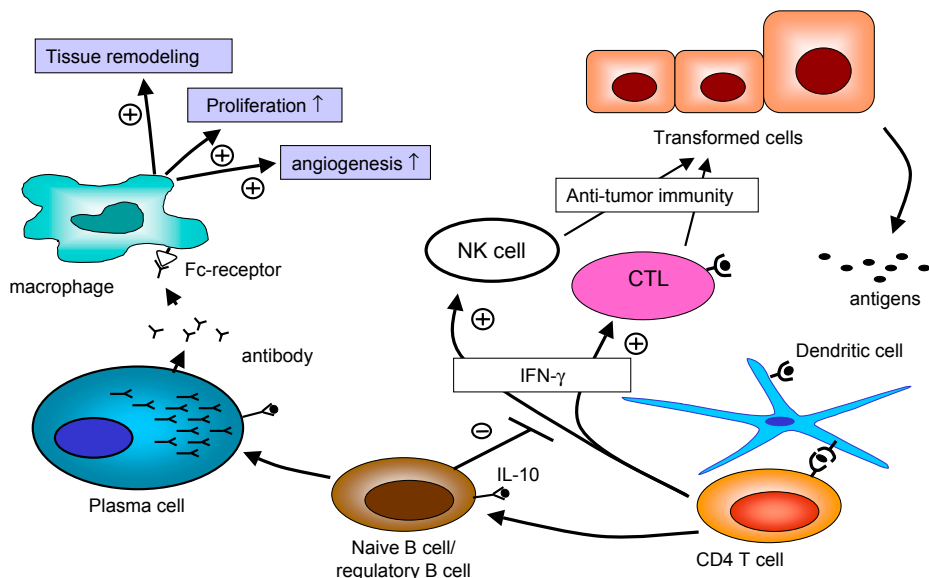 Tissue remodeling
Proliferation ↑
angiogenesis ↑
+
+
+
Transformed cells
Anti-tumor immunity
NK cell
CTL
Fc-receptor
macrophage
antigens
+
+
antibody
Dendritic cell
IFN-γ
−
IL-10
Plasma cell
Naive B cell/
regulatory B cell
CD4 T cell